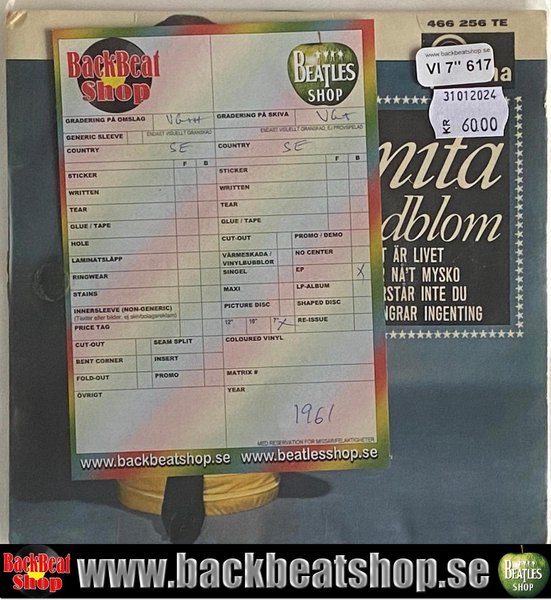 466 256 TE
www.backbeatshop.se
VI 7" 617
31012024
KR 60.00
BackBeat
Shop
BEATLES
SHOP
GRADERING PÅ OMSLAG VG++ GRADERING PÅ SKIVA VG+
ENDAST VISUELLT GRANSKAD ENDAST VISUELLT GRANSKAD, EJ PROVSPELAD
GENERIC SLEEVE
COUNTRY SE COUNTRY SE
F B F B
STICKER STICKER
WRITTEN WRITTEN
TEAR TEAR
GLUE / TAPE GLUE / TAPE
HOLE CUT-OUT PROMO / DEMO
LAMINATSLÄPP VÄRMESKADA / VINYLBUBBLOR NO CENTER
RINGWEAR SINGEL EP X
STAINS MAXI LP-ALBUM
INNERSLEEVE (NON-GENERIC) PICTURE DISC SHAPED DISC
(Texter eller bilder, ej skivbolagsreklam)
PRICE TAG 12" 10" 7" X RE-ISSUE
CUT-OUT SEAM SPLIT COLOURED VINYL
BENT CORNER INSERT
FOLD-OUT PROMO MATRIX #
ÖVRIGT YEAR
1961
MED RESERVATION FÖR MISSAR/FELAKTIGHETER
www.backbeatshop.se www.beatlesshop.se
nita
dblom
T ÄR LIVET
R NÅ'T MYSKO
RSTÅR INTE DU
NGRAR INGENTING
BackBeat
Shop
www.backbeatshop.se
BEATLES
SHOP